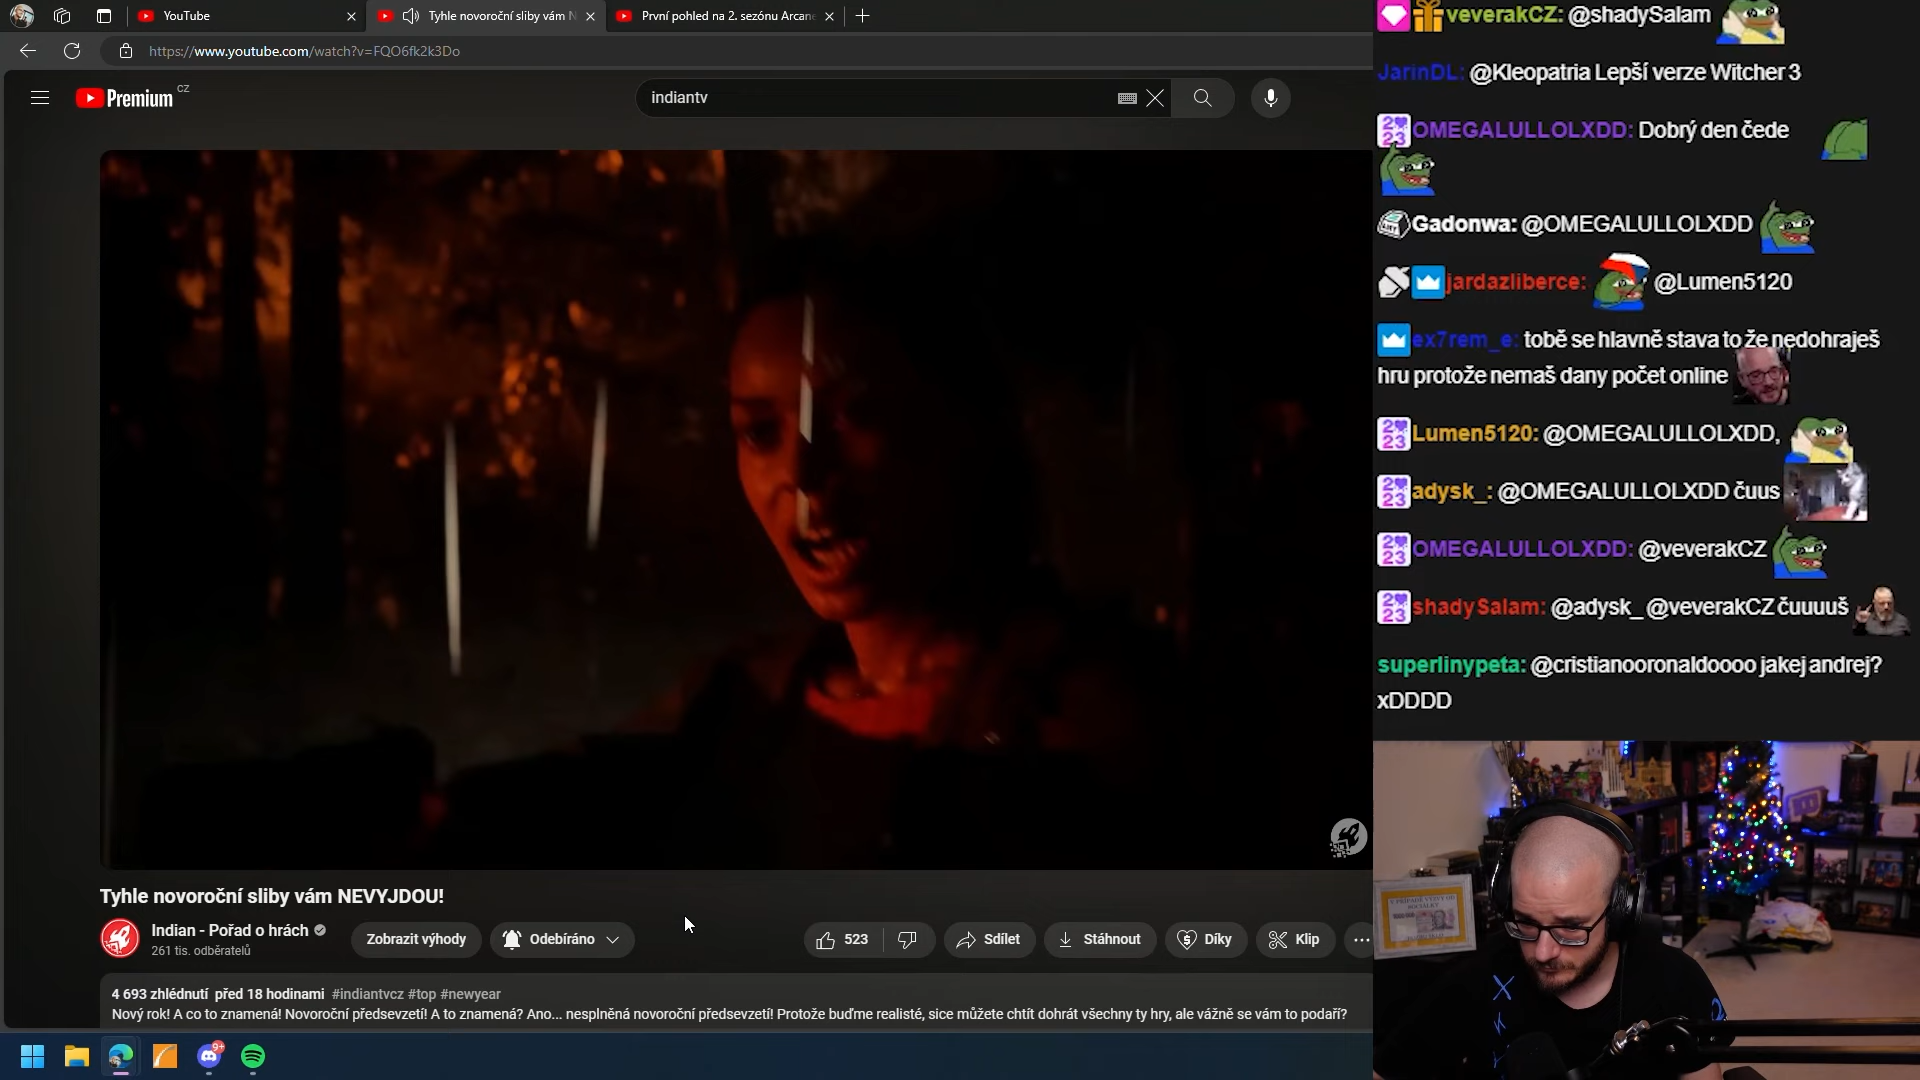 YouTube
Tyhle novoroční sliby vám N
První pohled na 2. sezónu Arcane
https://www.youtube.com/watch?v=FQO6fk2k3Do
Premium CZ
indiantv
Tyhle novoroční sliby vám NEVYJDOU!
Indian - Pořad o hrách
261 tis. odběratelů
Zobrazit výhody
Odebíráno
523
Sdílet
Stáhnout
Díky
Klip
4 693 zhlédnutí před 18 hodinami #indiantvcz #top #newyear
Nový rok! A co to znamená! Novoroční předsevzetí! A to znamená? Ano... nesplněná novoroční předsevzetí! Protože buďme realisté, sice můžete chtít dohrát všechny ty hry, ale vážně se vám to podaří?
9+
veverakCZ: @shadySalam
JarinDL: @Kleopatria Lepší verze Witcher 3
OMEGALULLOLXDD: Dobrý den čede
Gadonwa: @OMEGALULLOLXDD
jardazliberce: @Lumen5120
ex7rem_e: tobě se hlavně stava to že nedohraješ
hru protože nemaš dany počet online
Lumen5120: @OMEGALULLOLXDD,
adysk_: @OMEGALULLOLXDD čuus
OMEGALULLOLXDD: @veverakCZ
shadySalam: @adysk_ @veverakCZ čuuuuš
superlinypeta: @cristianooronaldoooo jakej andrej?
xDDDD